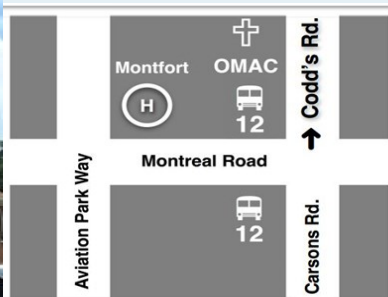 Montfort OMAC
H
12
→ Codd's Rd.
Montreal Road
Aviation Park Way
12
Carsons Rd.